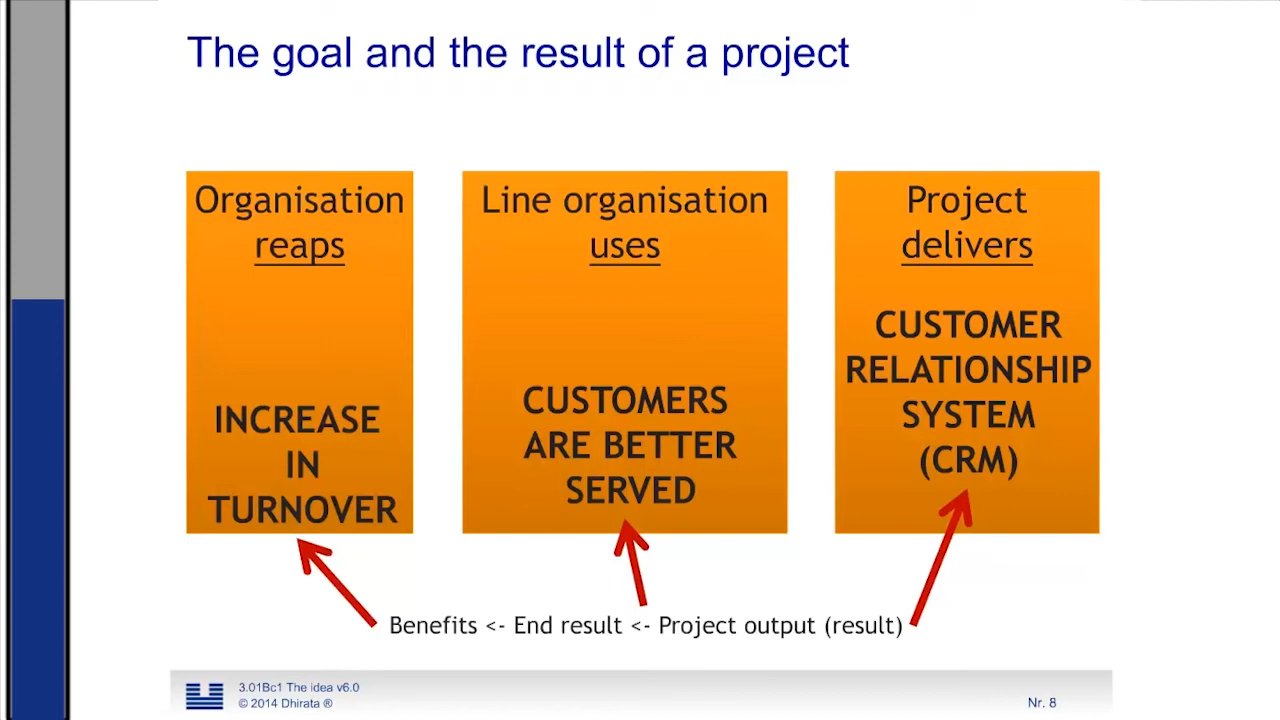 The goal and the result of a project
Organisation
reaps
INCREASE
IN
TURNOVER
Line organisation
uses
CUSTOMERS
ARE BETTER
SERVED
Project
delivers
CUSTOMER
RELATIONSHIP
SYSTEM
(CRM)
Benefits <- End result <- Project output (result)
3.01Bc1 The idea v6.0
© 2014 Dhirata ®
Nr. 8